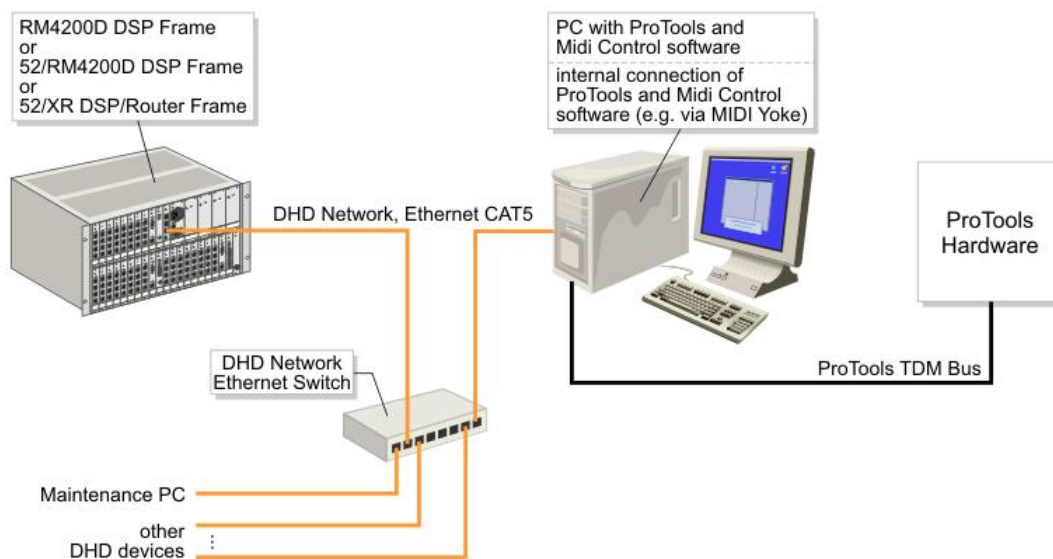 RM4200D DSP Frame
or
52/RM4200D DSP Frame
or
52/XR DSP/Router Frame
PC with ProTools and
Midi Control software
internal connection of
ProTools and Midi Control
software (e.g. via MIDI Yoke)
DHD Network, Ethernet CAT5
ProTools
Hardware
DHD Network
Ethernet Switch
ProTools TDM Bus
Maintenance PC
other
DHD devices